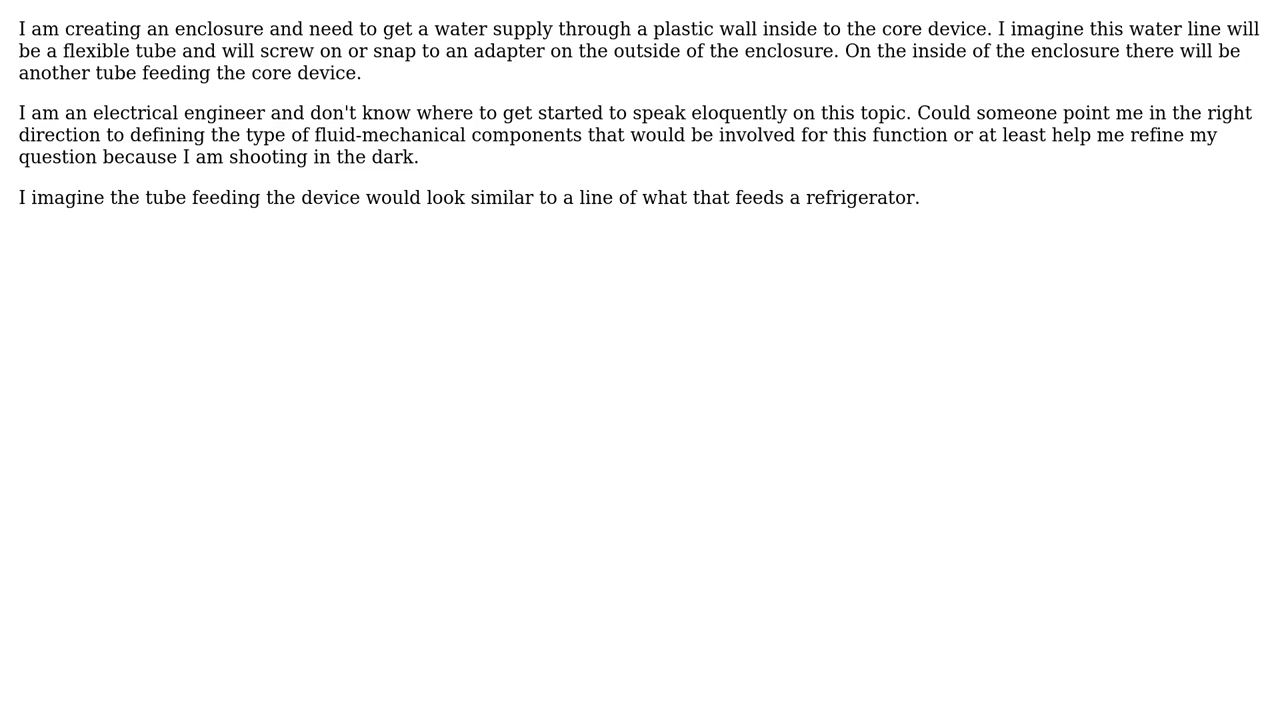 I am creating an enclosure and need to get a water supply through a plastic wall inside to the core device. I imagine this water line will
be a flexible tube and will screw on or snap to an adapter on the outside of the enclosure. On the inside of the enclosure there will be
another tube feeding the core device.
I am an electrical engineer and don't know where to get started to speak eloquently on this topic. Could someone point me in the right
direction to defining the type of fluid-mechanical components that would be involved for this function or at least help me refine my
question because I am shooting in the dark.
I imagine the tube feeding the device would look similar to a line of what that feeds a refrigerator.